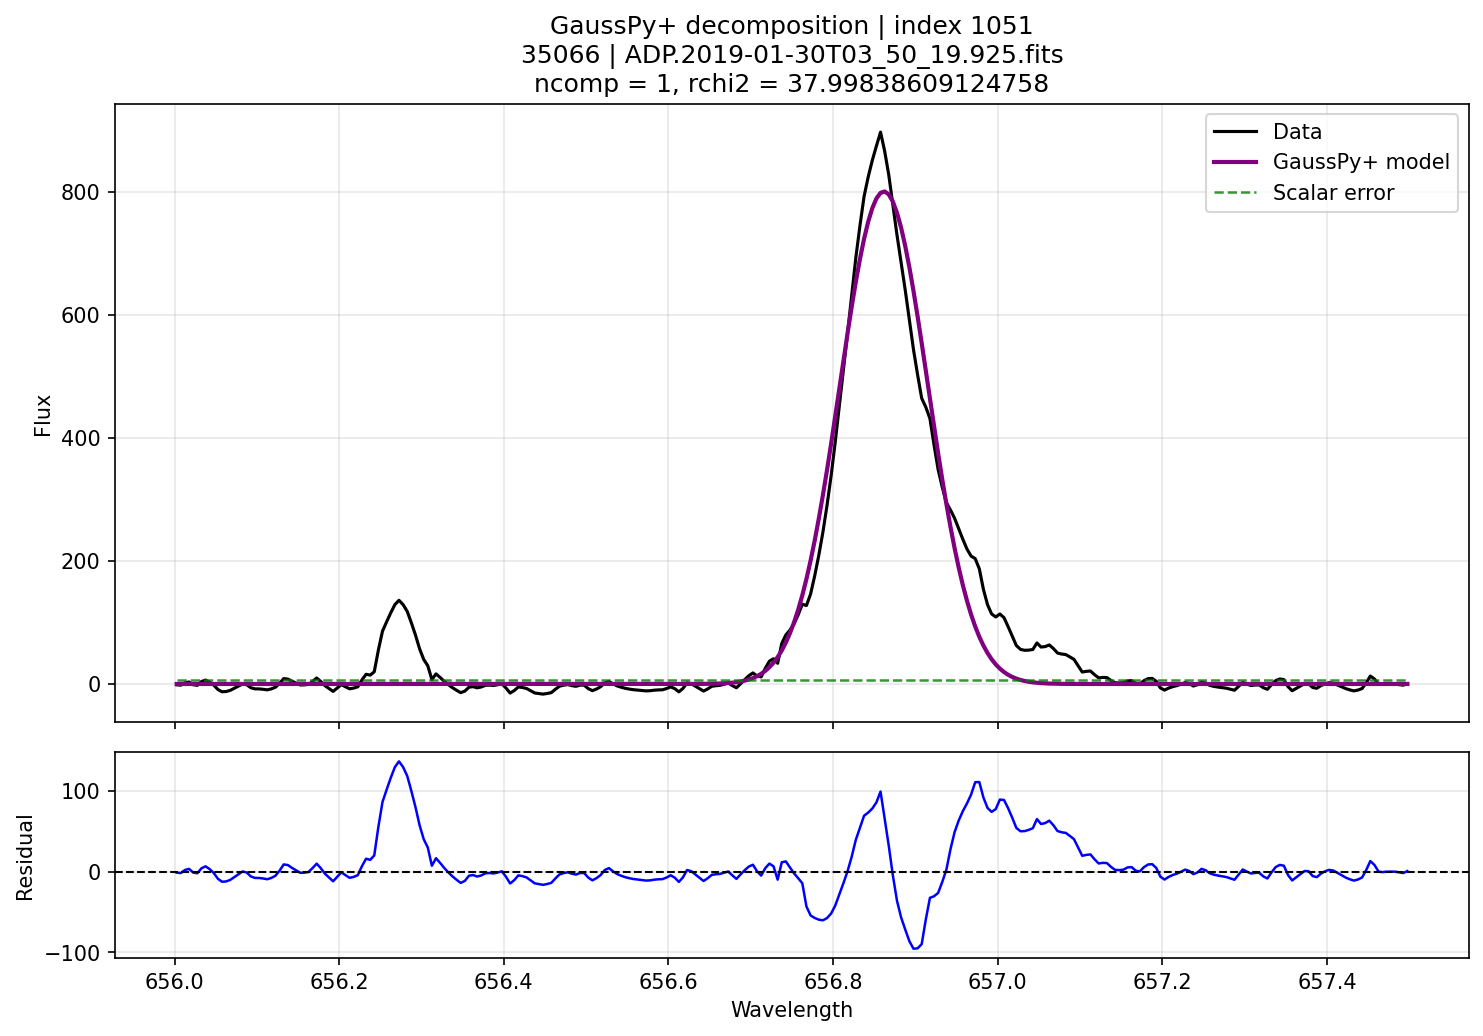 GaussPy+ decomposition | index 1051
35066 | ADP.2019-01-30T03_50_19.925.fits
ncomp = 1, rchi2 = 37.99838609124758
Data
GaussPy+ model
Scalar error
Flux
800
600
400
200
0
Residual
100
0
−100
656.0 656.2 656.4 656.6 656.8 657.0 657.2 657.4
Wavelength